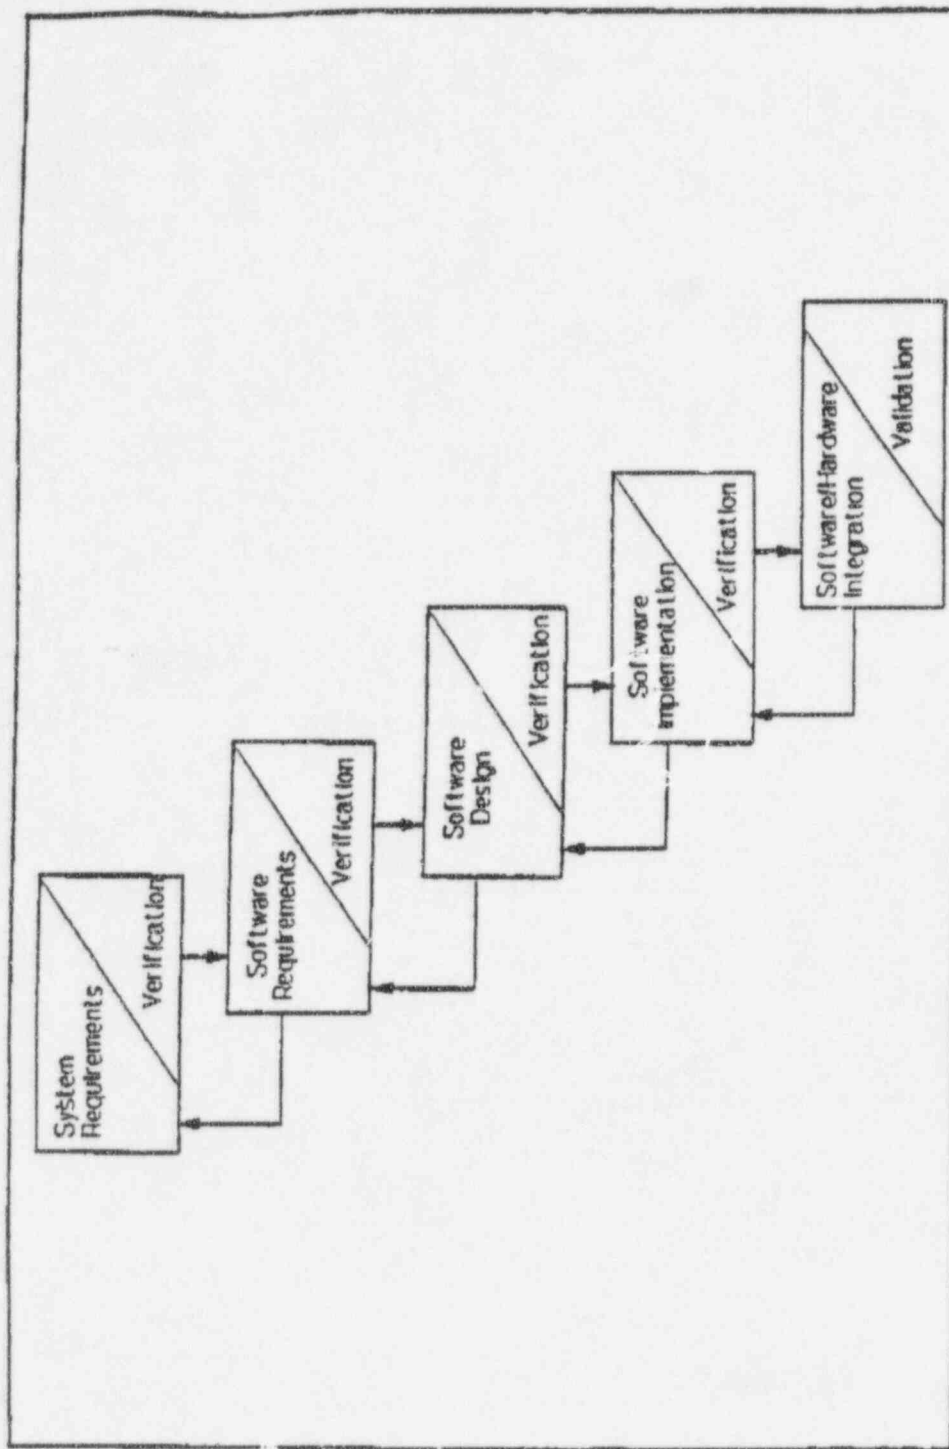 System
Requirements
Verification
Software
Requirements
Verification
Software
Design
Verification
Software
Implementation
Verification
Software/Hardware
Integration
Validation